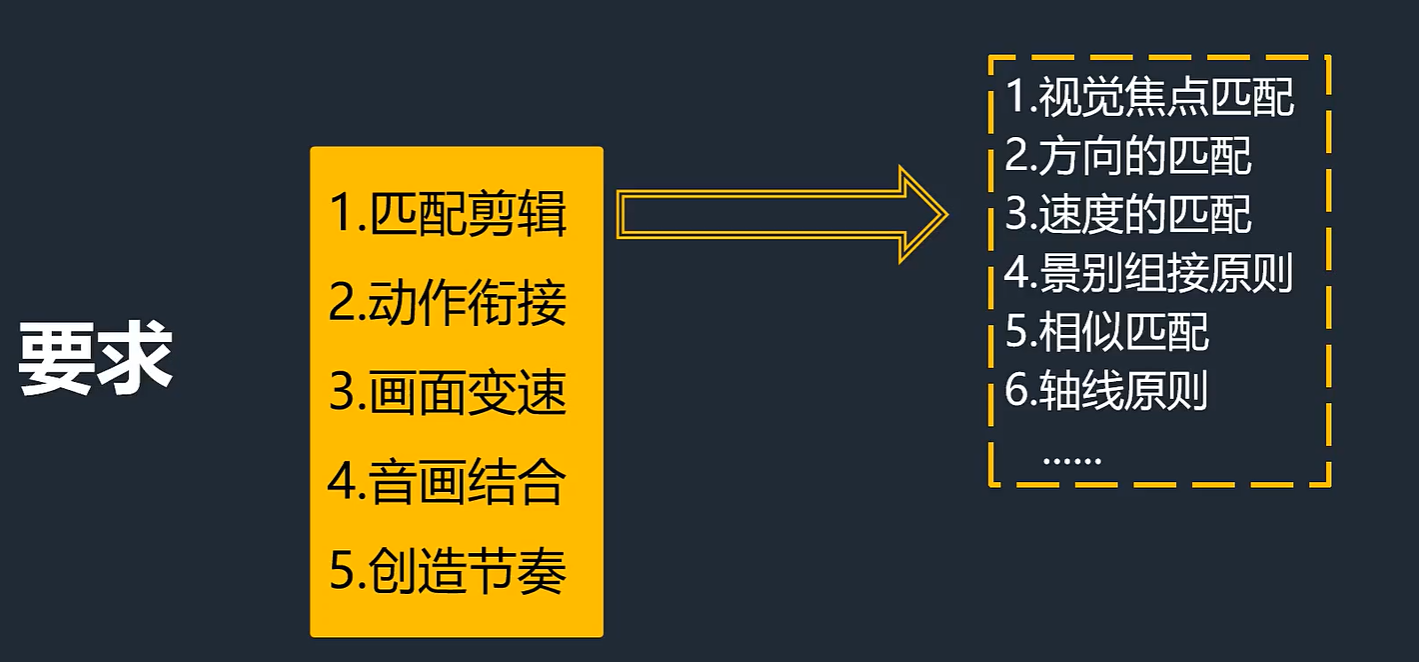 要求
1.匹配剪辑
2.动作衔接
3.画面变速
4.音画结合
5.创造节奏
1.视觉焦点匹配
2.方向的匹配
3.速度的匹配
4.景别组接原则
5.相似匹配
6.轴线原则
......